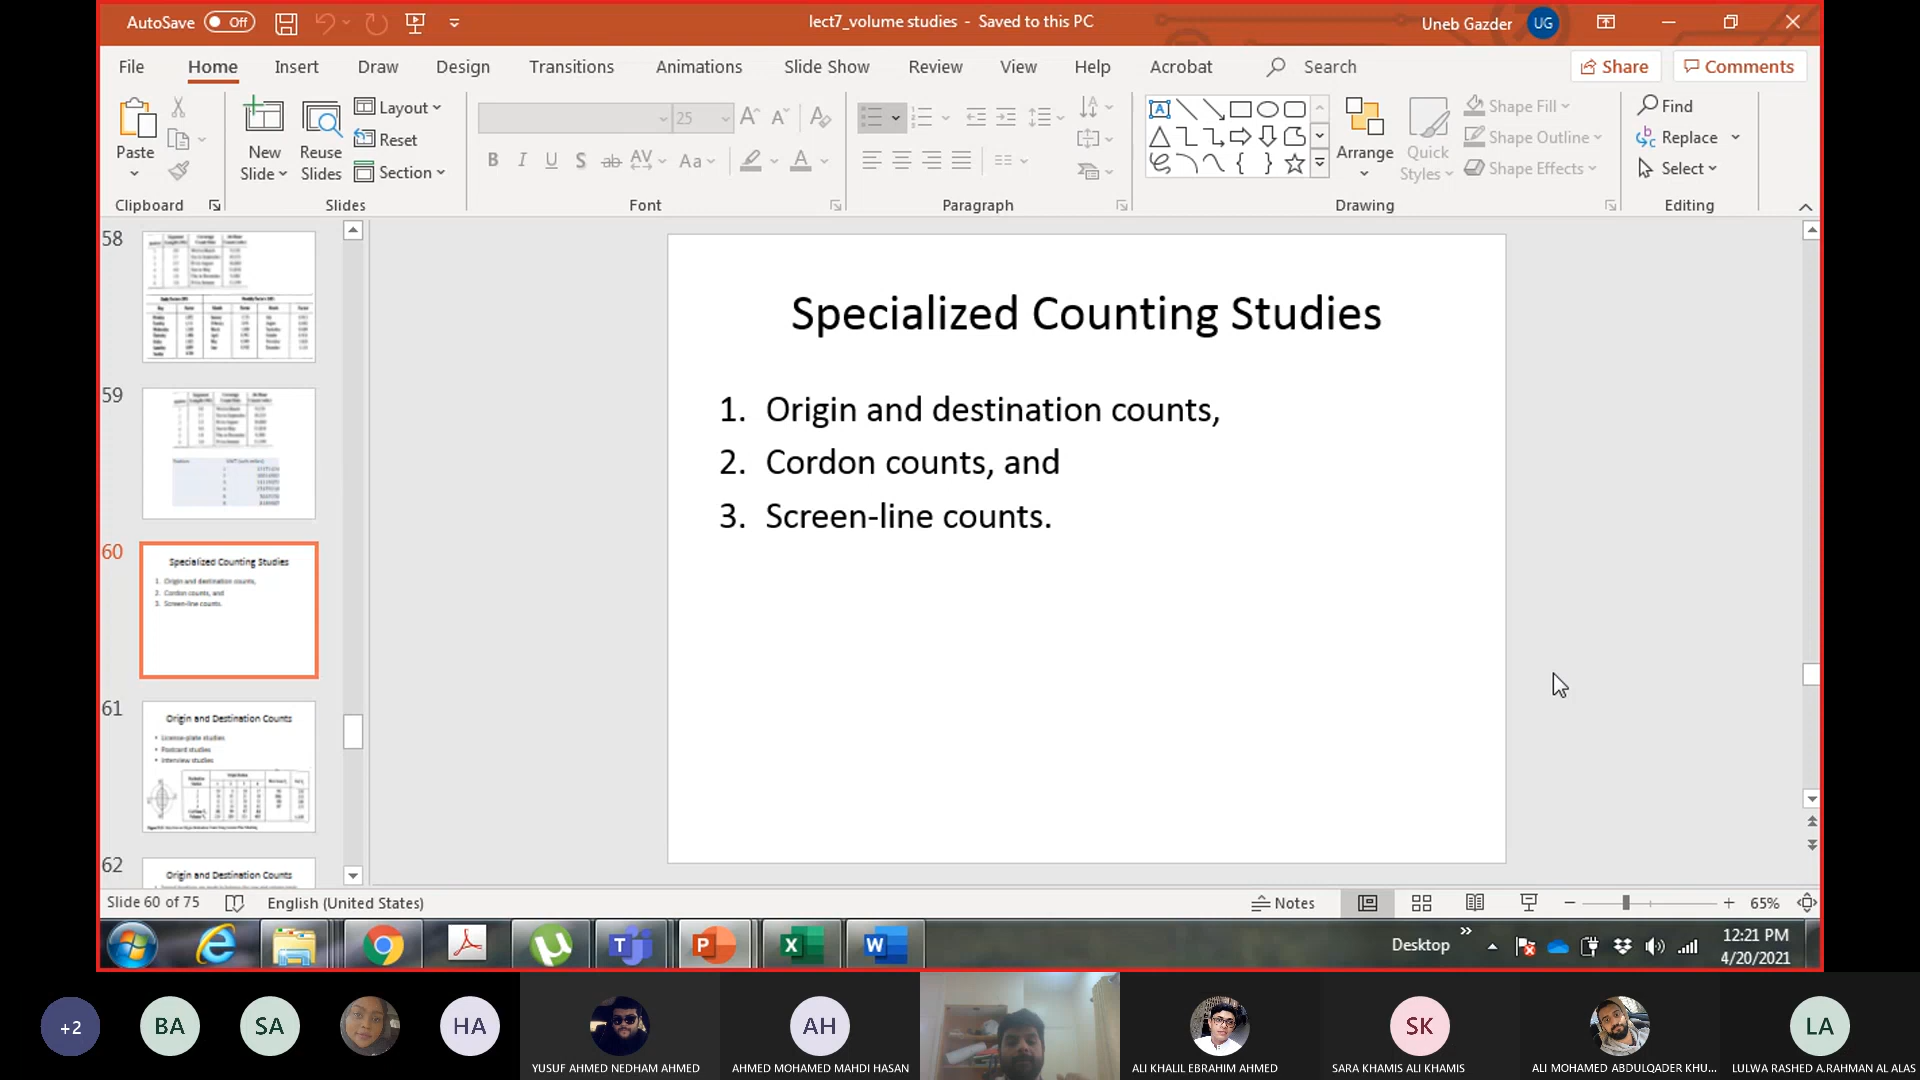 AutoSave Off
lect7_volume studies - Saved to this PC
Uneb Gazder UG
File Home Insert Draw Design Transitions Animations Slide Show Review View Help Acrobat Search Share Comments
Paste
Clipboard
New Slide
Reuse Slides
Layout
Reset
Section
Slides
25
B I U S ab AV Aa A
Font
Paragraph
Arrange
Quick Styles
Shape Fill
Shape Outline
Shape Effects
Drawing
Find
Replace
Select
Editing
58
59
60
Specialized Counting Studies
1. Origin and destination counts,
2. Cordon counts, and
3. Screen-line counts.
61
Origin and Destination Counts
• License-plate studies
• Postcard studies
• Interview studies
62
Origin and Destination Counts
Specialized Counting Studies
1. Origin and destination counts,
2. Cordon counts, and
3. Screen-line counts.
Slide 60 of 75 English (United States) Notes 65%
Desktop
12:21 PM
4/20/2021
+2 BA SA HA AH SK LA
YUSUF AHMED NEDHAM AHMED
AHMED MOHAMED MAHDI HASAN
ALI KHALIL EBRAHIM AHMED
SARA KHAMIS ALI KHAMIS
ALI MOHAMED ABDULQADER KHU...
LULWA RASHED A.RAHMAN AL ALAS